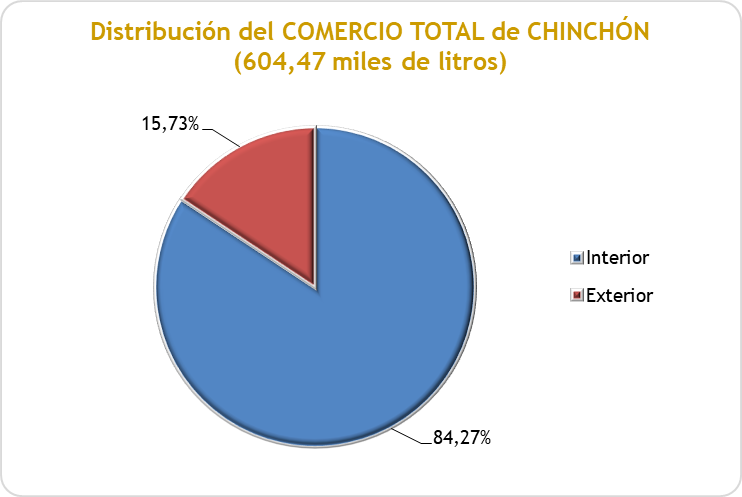 Distribución del COMERCIO TOTAL de CHINCHÓN
(604,47 miles de litros)
15,73%
Interior
Exterior
84,27%